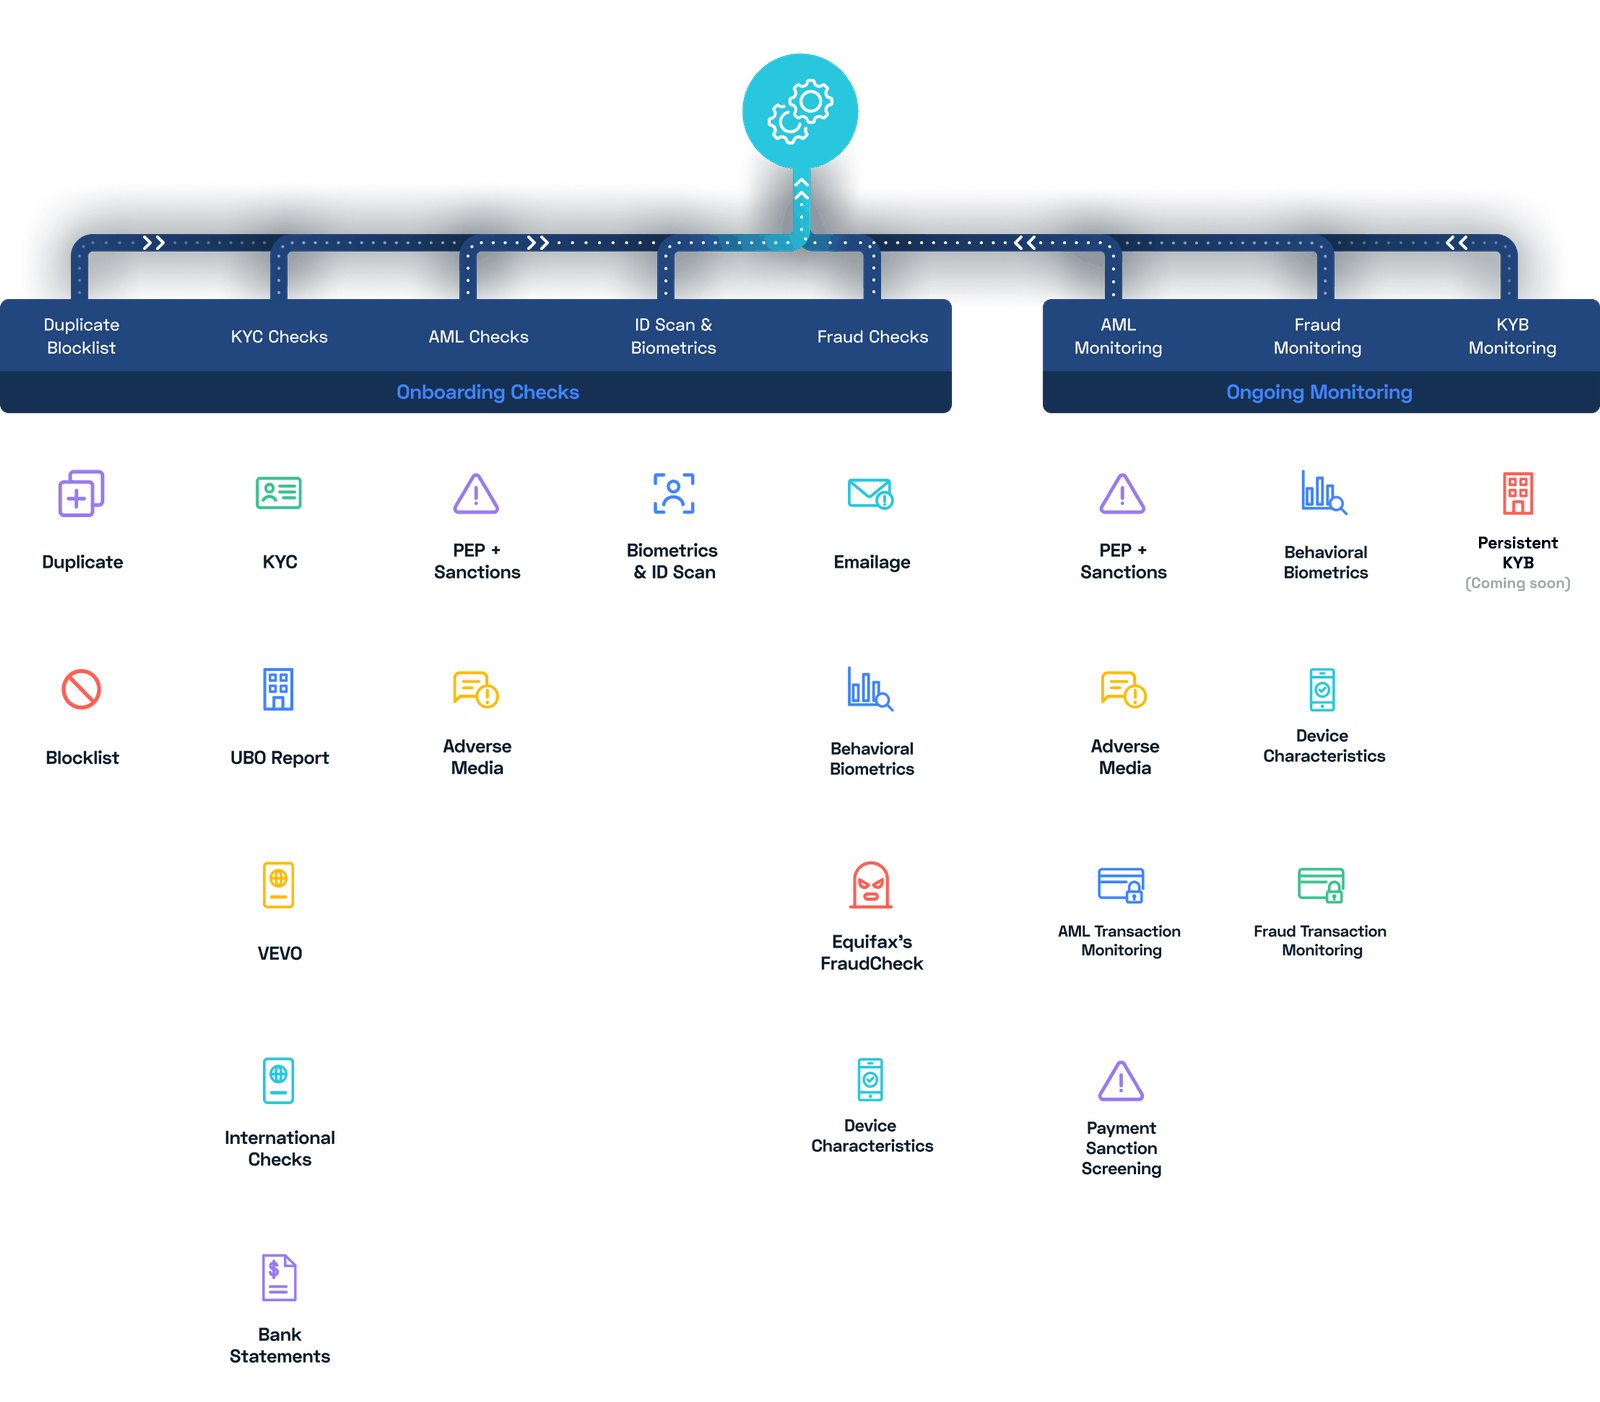 Duplicate
Blocklist
KYC Checks
AML Checks
ID Scan &
Biometrics
Fraud Checks
AML
Monitoring
Fraud
Monitoring
KYB
Monitoring
Onboarding Checks
Ongoing Monitoring
Duplicate
KYC
PEP +
Sanctions
Biometrics
& ID Scan
Emailage
PEP +
Sanctions
Behavioral
Biometrics
Persistent
KYB
(Coming soon)
Blocklist
UBO Report
Adverse
Media
Behavioral
Biometrics
Adverse
Media
Device
Characteristics
VEVO
Equifax's
FraudCheck
AML Transaction
Monitoring
Fraud Transaction
Monitoring
International
Checks
Device
Characteristics
Payment
Sanction
Screening
Bank
Statements